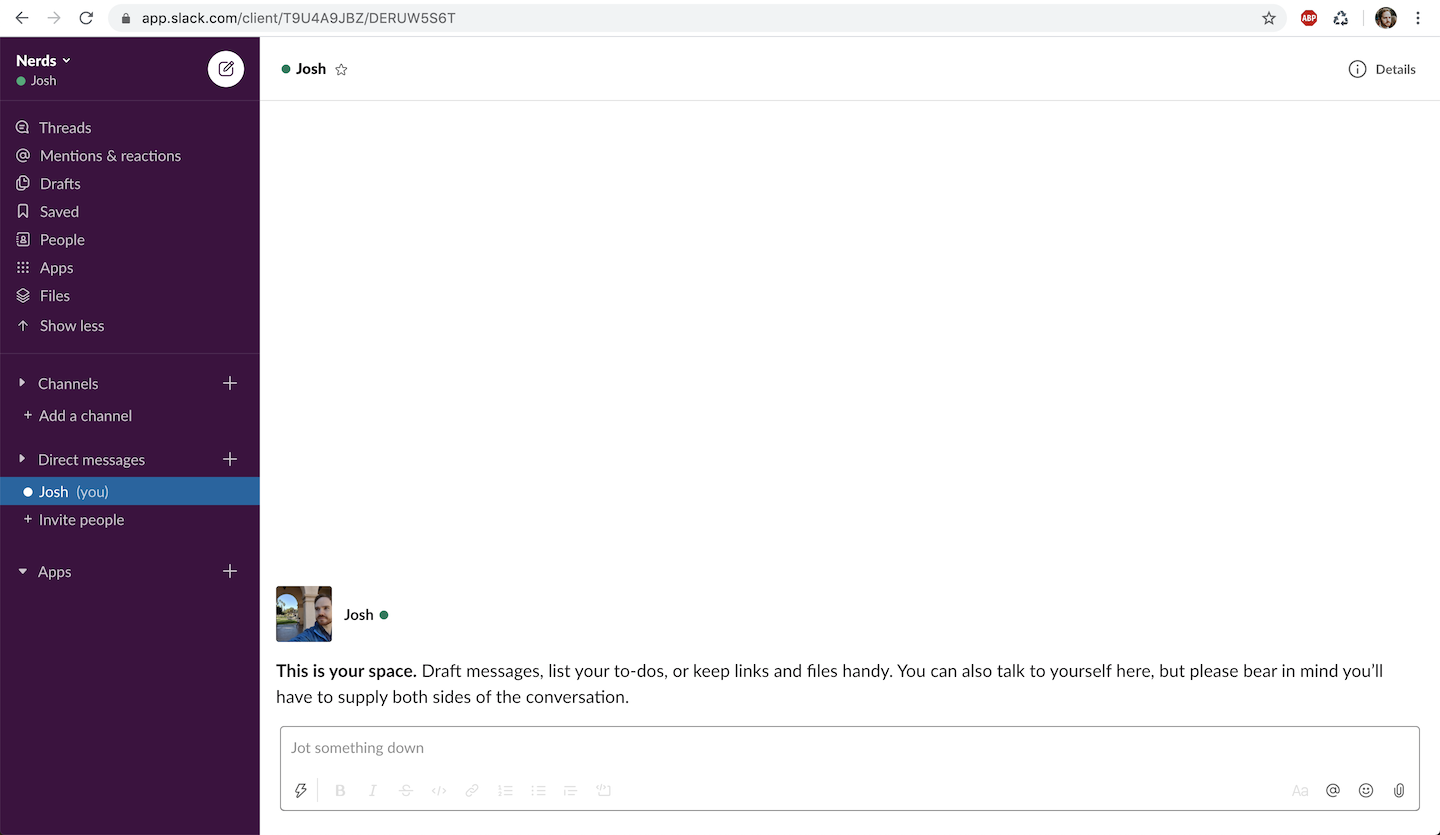 app.slack.com/client/T9U4A9JBZ/DERUW5S6T
ABP
Nerds
Josh
Threads
Mentions & reactions
Drafts
Saved
People
Apps
Files
Show less
Channels
+ Add a channel
Direct messages
Josh (you)
+ Invite people
Apps
Josh
Details
Josh
This is your space. Draft messages, list your to-dos, or keep links and files handy. You can also talk to yourself here, but please bear in mind you’ll
have to supply both sides of the conversation.
Jot something down
B I S </> Aa @